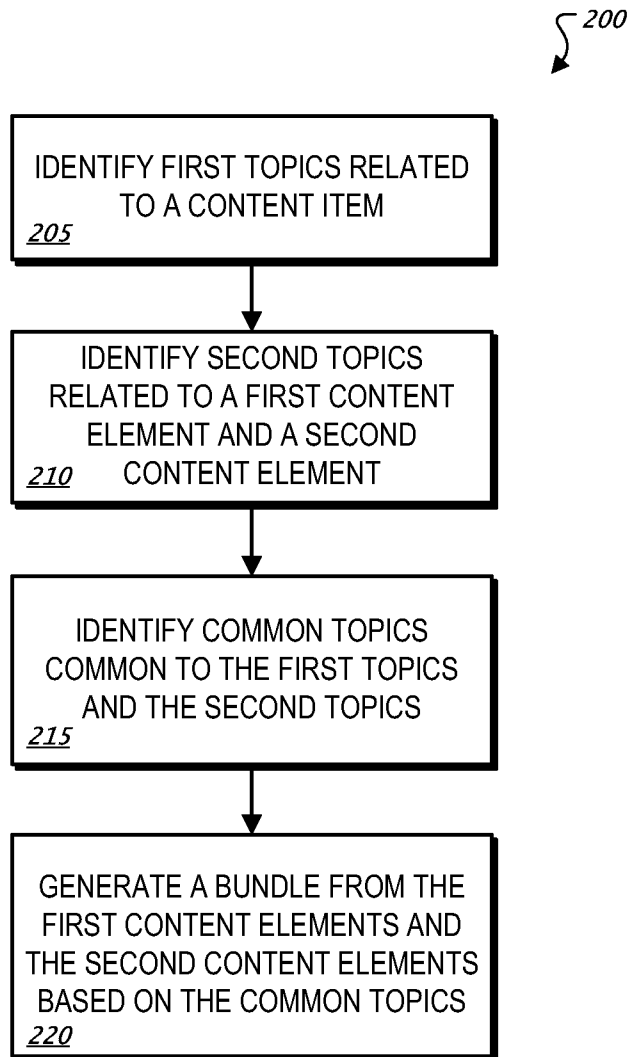 200
IDENTIFY FIRST TOPICS RELATED
TO A CONTENT ITEM
205
IDENTIFY SECOND TOPICS
RELATED TO A FIRST CONTENT
ELEMENT AND A SECOND
CONTENT ELEMENT
210
IDENTIFY COMMON TOPICS
COMMON TO THE FIRST TOPICS
AND THE SECOND TOPICS
215
GENERATE A BUNDLE FROM THE
FIRST CONTENT ELEMENTS AND
THE SECOND CONTENT ELEMENTS
BASED ON THE COMMON TOPICS
220